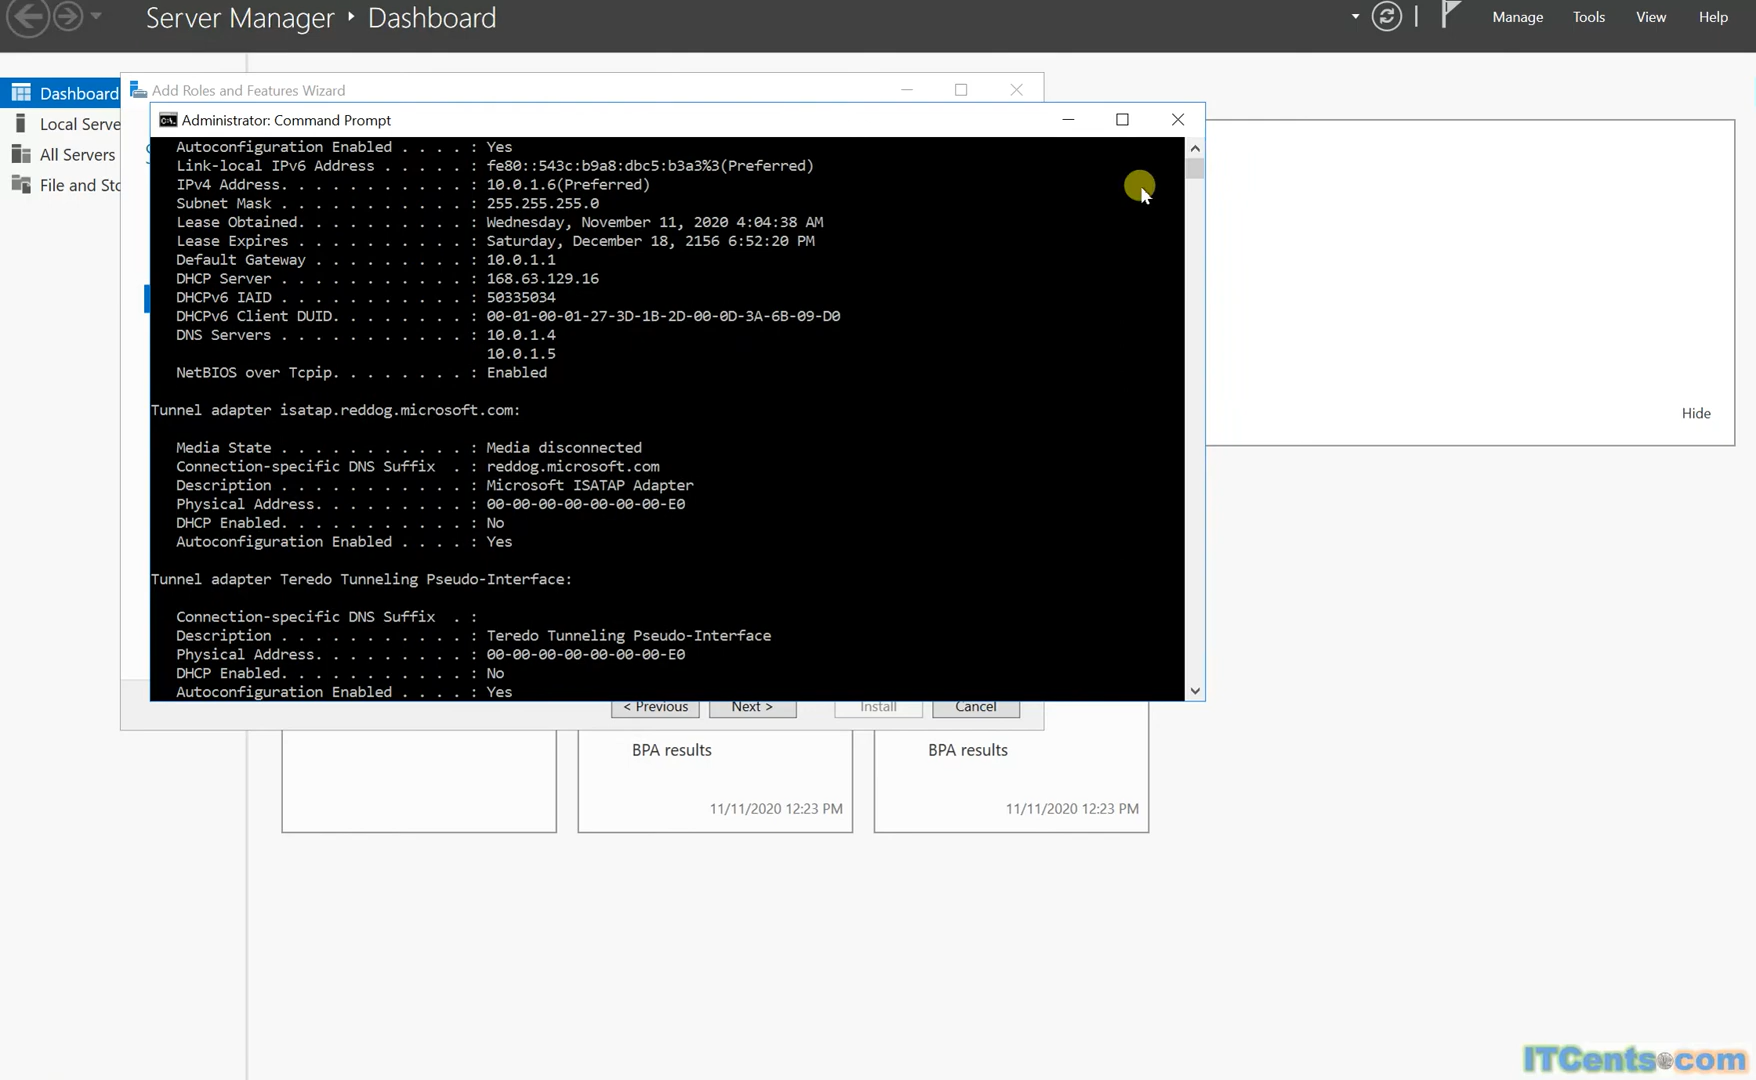 Server Manager ‣ Dashboard
Manage
Tools
View
Help
Dashboard
Local Serve
All Servers
File and Sto
Add Roles and Features Wizard
Administrator: Command Prompt
Autoconfiguration Enabled . . . . : Yes
Link-local IPv6 Address . . . . . : fe80::543c:b9a8:dbc5:b3a3%3(Preferred)
IPv4 Address. . . . . . . . . . . : 10.0.1.6(Preferred)
Subnet Mask . . . . . . . . . . . : 255.255.255.0
Lease Obtained. . . . . . . . . . : Wednesday, November 11, 2020 4:04:38 AM
Lease Expires . . . . . . . . . . : Saturday, December 18, 2156 6:52:20 PM
Default Gateway . . . . . . . . . : 10.0.1.1
DHCP Server . . . . . . . . . . . : 168.63.129.16
DHCPv6 IAID . . . . . . . . . . . : 50335034
DHCPv6 Client DUID. . . . . . . . : 00-01-00-01-27-3D-1B-2D-00-0D-3A-6B-09-D0
DNS Servers . . . . . . . . . . . : 10.0.1.4
10.0.1.5
NetBIOS over Tcpip. . . . . . . . : Enabled
Tunnel adapter isatap.reddog.microsoft.com:
Media State . . . . . . . . . . . : Media disconnected
Connection-specific DNS Suffix  . : reddog.microsoft.com
Description . . . . . . . . . . . : Microsoft ISATAP Adapter
Physical Address. . . . . . . . . : 00-00-00-00-00-00-00-E0
DHCP Enabled. . . . . . . . . . . : No
Autoconfiguration Enabled . . . . : Yes
Tunnel adapter Teredo Tunneling Pseudo-Interface:
Connection-specific DNS Suffix  . :
Description . . . . . . . . . . . : Teredo Tunneling Pseudo-Interface
Physical Address. . . . . . . . . : 00-00-00-00-00-00-00-E0
DHCP Enabled. . . . . . . . . . . : No
Autoconfiguration Enabled . . . . : Yes
Hide
< Previous
Next >
Install
Cancel
BPA results
BPA results
11/11/2020 12:23 PM
11/11/2020 12:23 PM
ITCents.com